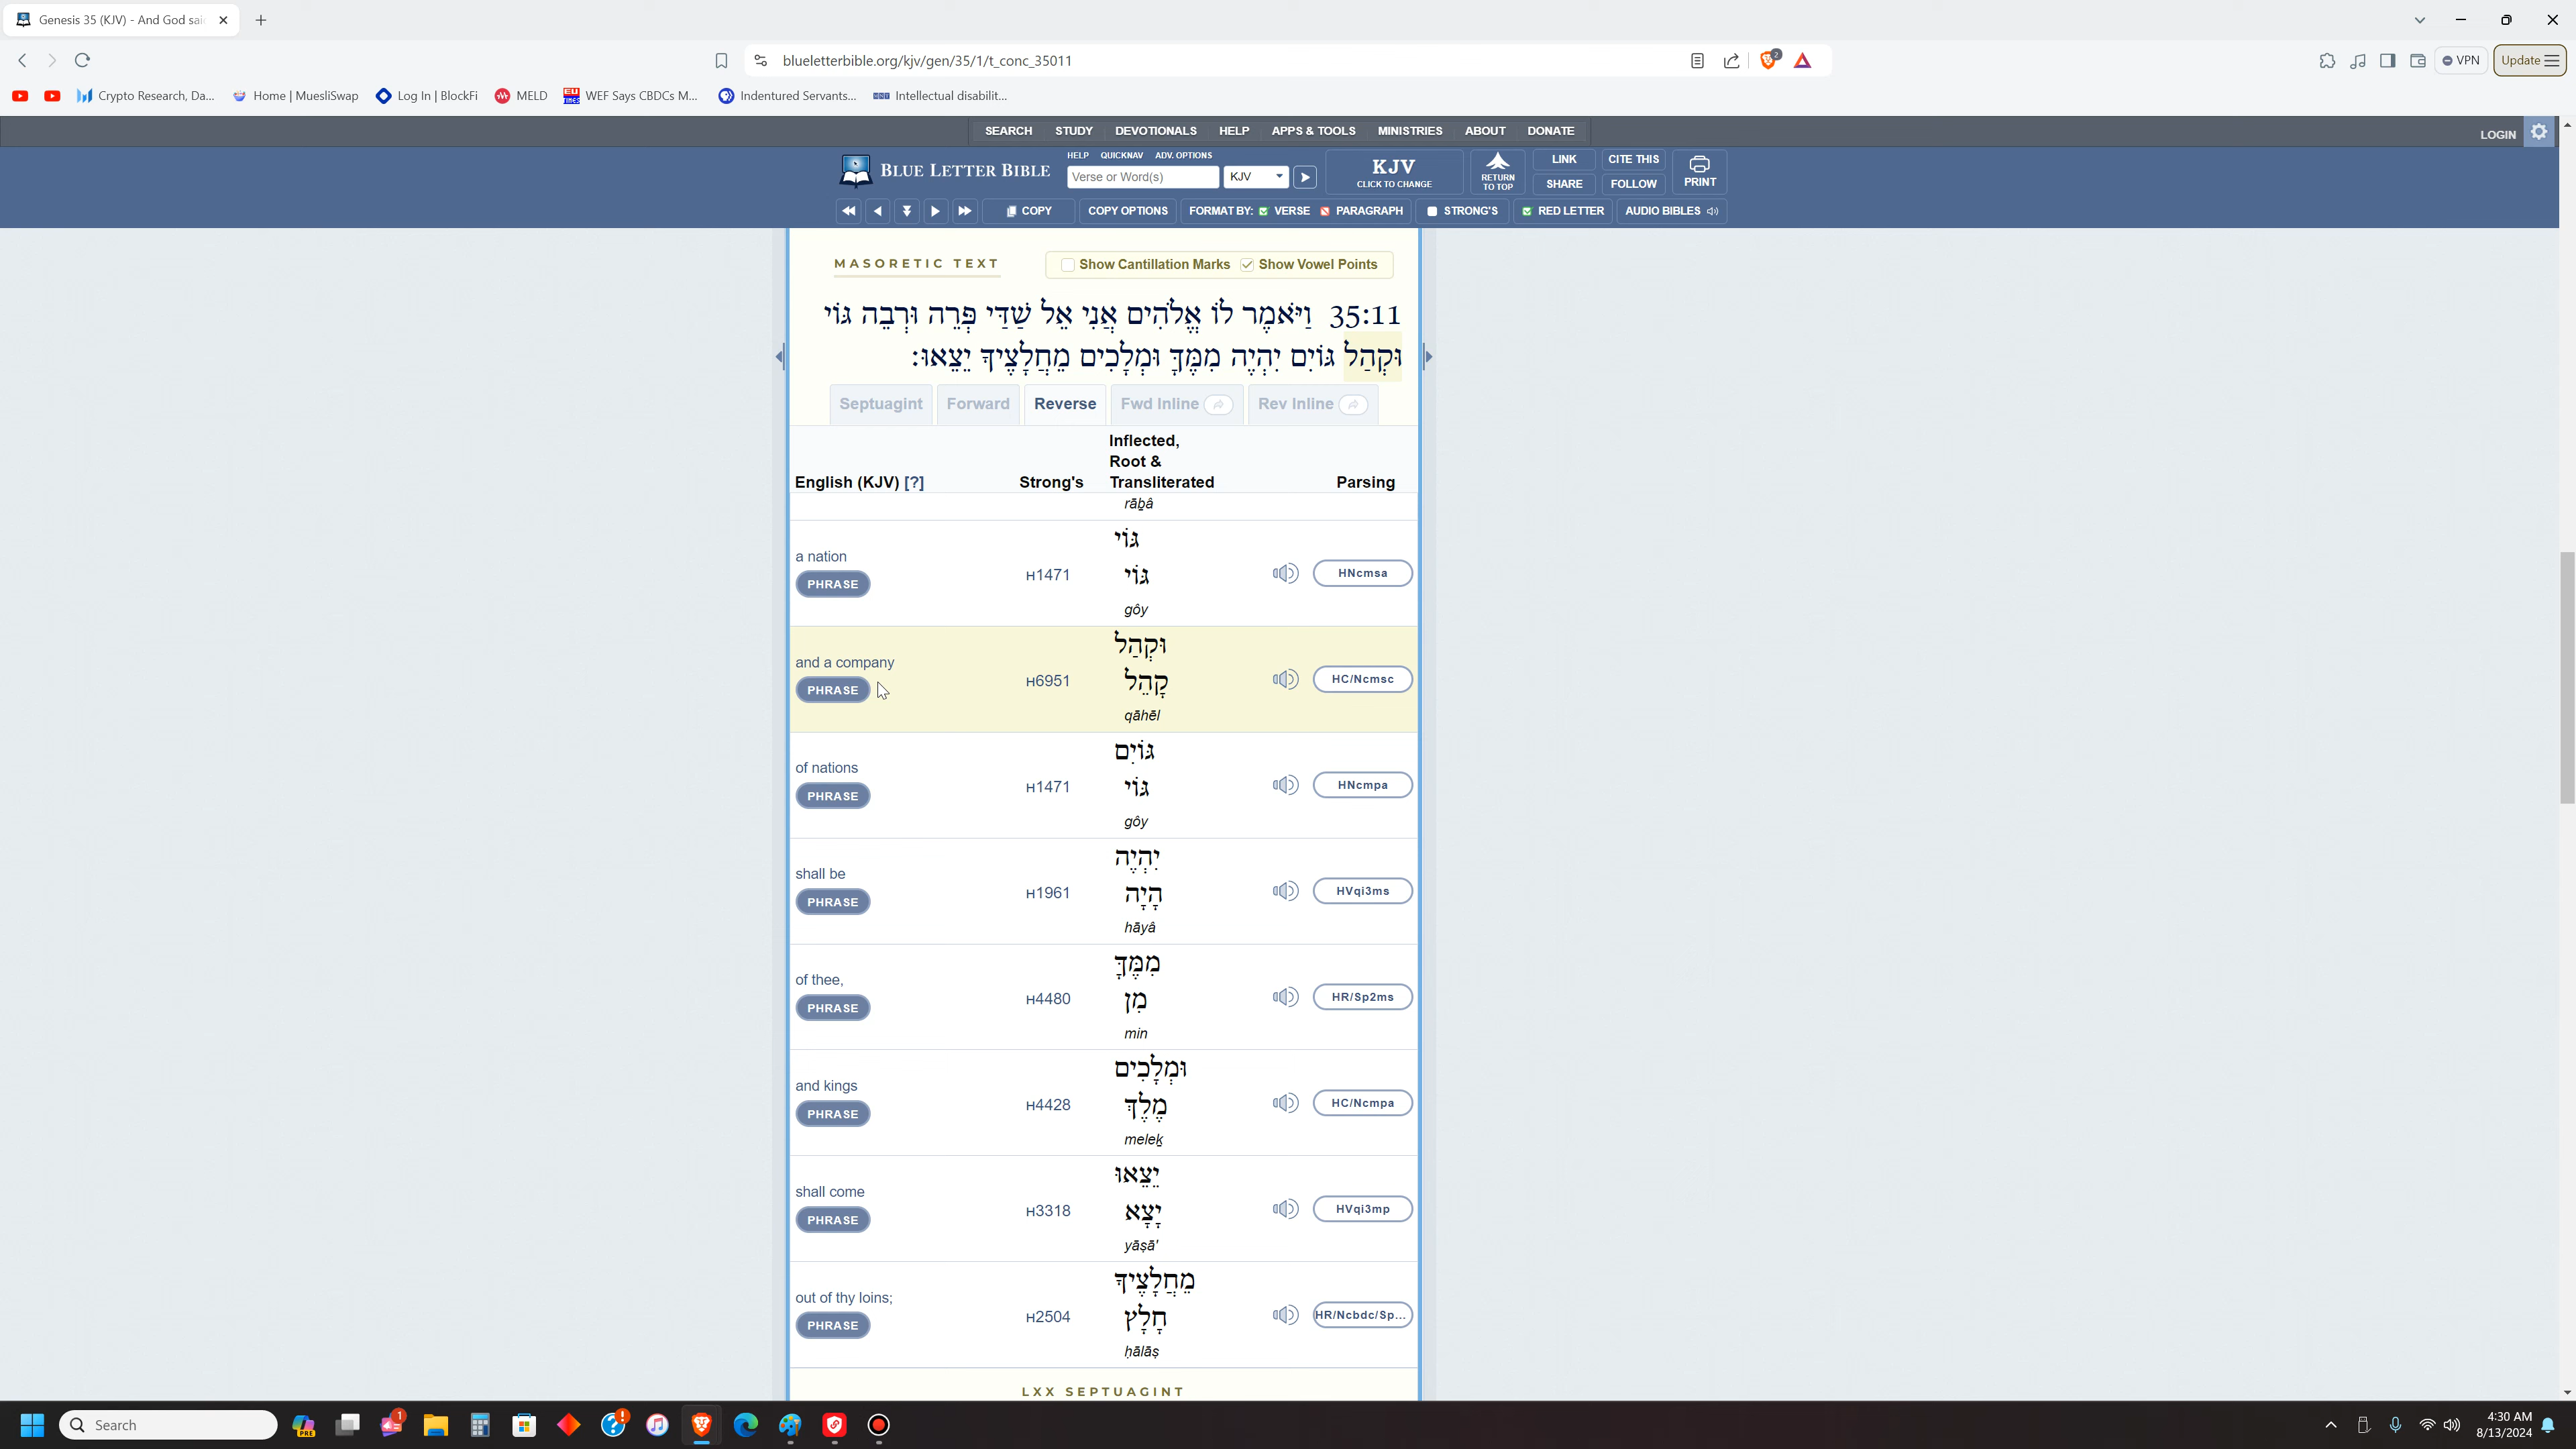 Genesis 35 (KJV) - And God sai
blueletterbible.org/kjv/gen/35/1/t_conc_35011
2
VPN
Update
Crypto Research, Da...
Home | MuesliSwap
Log In | BlockFi
MELD
WEF Says CBDCs M...
Indentured Servants...
Intellectual disabilit...
SEARCH STUDY DEVOTIONALS HELP APPS & TOOLS MINISTRIES ABOUT DONATE
LOGIN
BLUE LETTER BIBLE
HELP QUICKNAV ADV. OPTIONS
Verse or Word(s)
KJV
KJV
CLICK TO CHANGE
RETURN
TO TOP
LINK
CITE THIS
SHARE
FOLLOW
PRINT
COPY
COPY OPTIONS
FORMAT BY: VERSE PARAGRAPH
STRONG'S
RED LETTER
AUDIO BIBLES
MASORETIC TEXT
Show Cantillation Marks Show Vowel Points
35:11 וַיֹּאמֶר לוֹ אֱלֹהִים אֲנִי אֵל שַׁדַּי פְּרֵה וּרְבֵה גּוֹי
וּקְהַל גּוֹיִם יִהְיֶה מִמֶּךָּ וּמְלָכִים מֵחֲלָצֶיךָ יֵצֵאוּ׃
Septuagint Forward Reverse Fwd Inline Rev Inline
Inflected,
Root &
English (KJV) [?] Strong's Transliterated Parsing
rāḇâ
גּוֹי
a nation
PHRASE H1471 גּוֹי HNcmsa
gôy
וּקְהַל
and a company
PHRASE H6951 קָהֵל HC/Ncmsc
qāhēl
גּוֹיִם
of nations
PHRASE H1471 גּוֹי HNcmpa
gôy
יִהְיֶה
shall be
PHRASE H1961 הָיָה HVqi3ms
hāyâ
מִמֶּךָּ
of thee,
PHRASE H4480 מִן HR/Sp2ms
min
וּמְלָכִים
and kings
PHRASE H4428 מֶלֶךְ HC/Ncmpa
meleḵ
יֵצֵאוּ
shall come
PHRASE H3318 יָצָא HVqi3mp
yāṣā'
מֵחֲלָצֶיךָ
out of thy loins;
PHRASE H2504 חָלָץ HR/Ncbdc/Sp...
ḥālāṣ
LXX SEPTUAGINT
Search
PRE
1
4:30 AM
8/13/2024